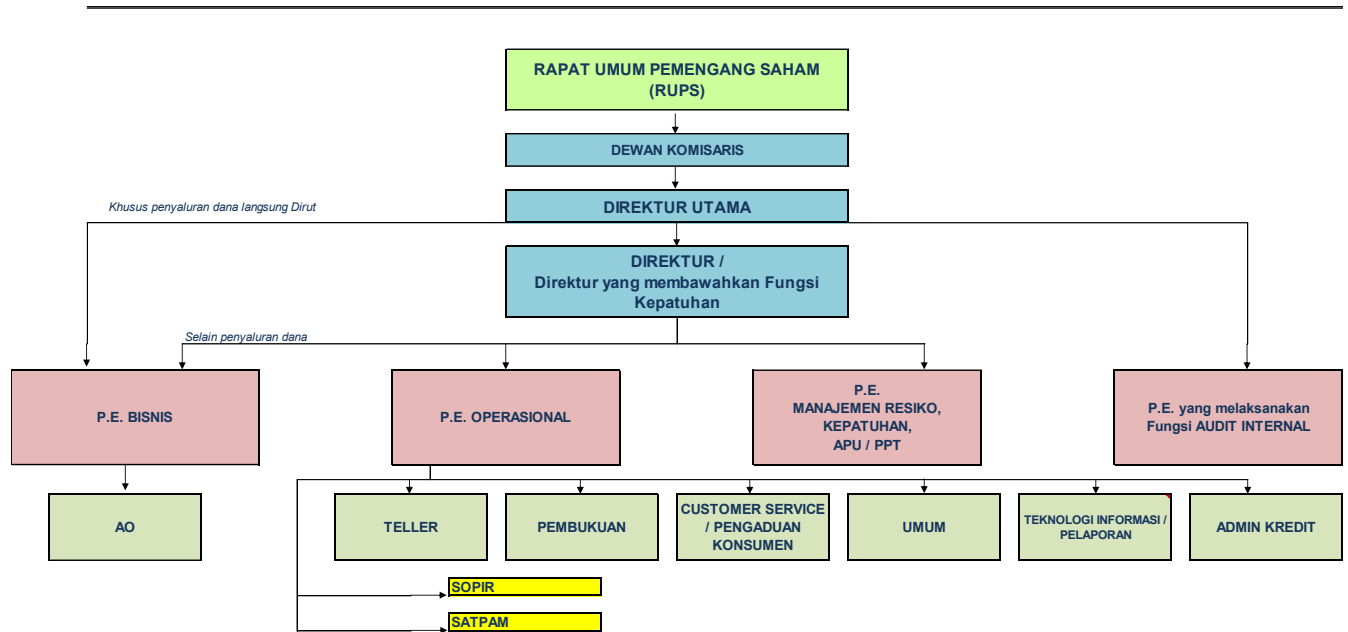 RAPAT UMUM PEMENGANG SAHAM
(RUPS)
DEWAN KOMISARIS
Khusus penyaluran dana langsung Dirut
DIREKTUR UTAMA
DIREKTUR /
Direktur yang membawahkan Fungsi
Kepatuhan
Selain penyaluran dana
P.E. BISNIS
P.E. OPERASIONAL
P.E.
MANAJEMEN RESIKO,
KEPATUHAN,
APU / PPT
P.E. yang melaksanakan
Fungsi AUDIT INTERNAL
AO
TELLER
PEMBUKUAN
CUSTOMER SERVICE
/ PENGADUAN
KONSUMEN
UMUM
TEKNOLOGI INFORMASI /
PELAPORAN
ADMIN KREDIT
SOPIR
SATPAM